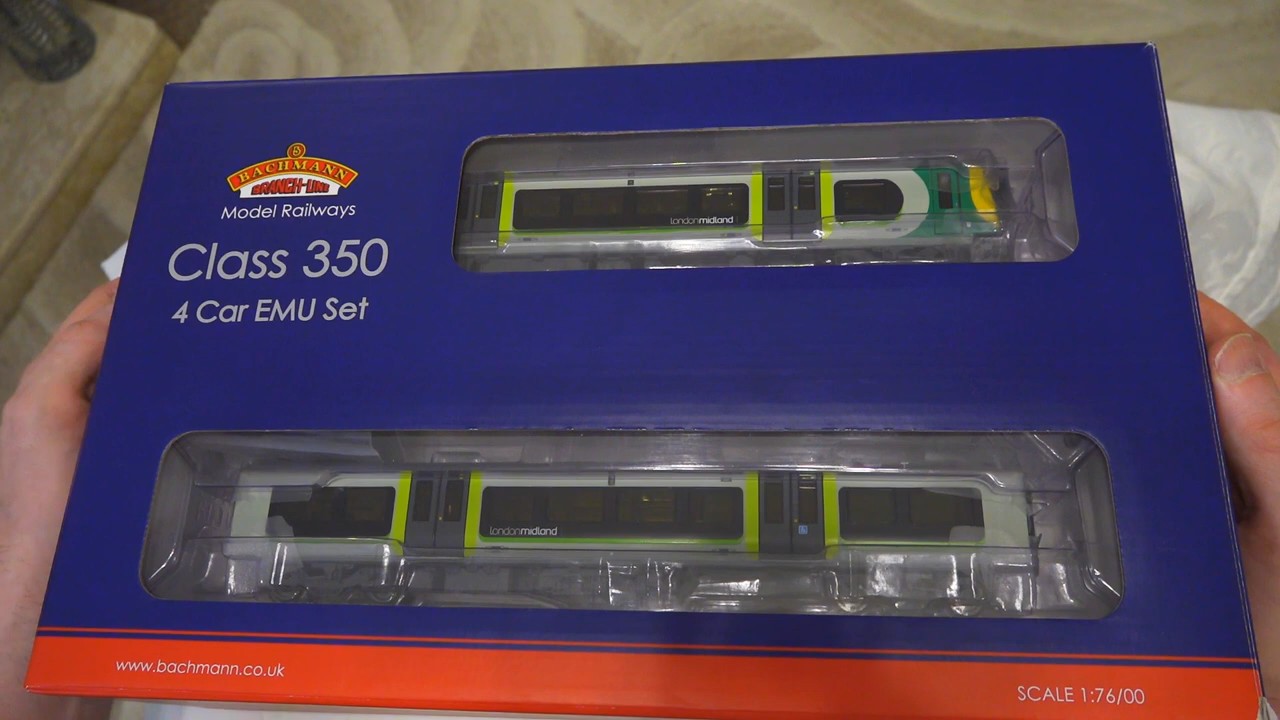 BACHMANN
BRANCH-LINE
Model Railways
Class 350
4 Car EMU Set
londonmidland
londonmidland
www.bachmann.co.uk
SCALE 1:76/00